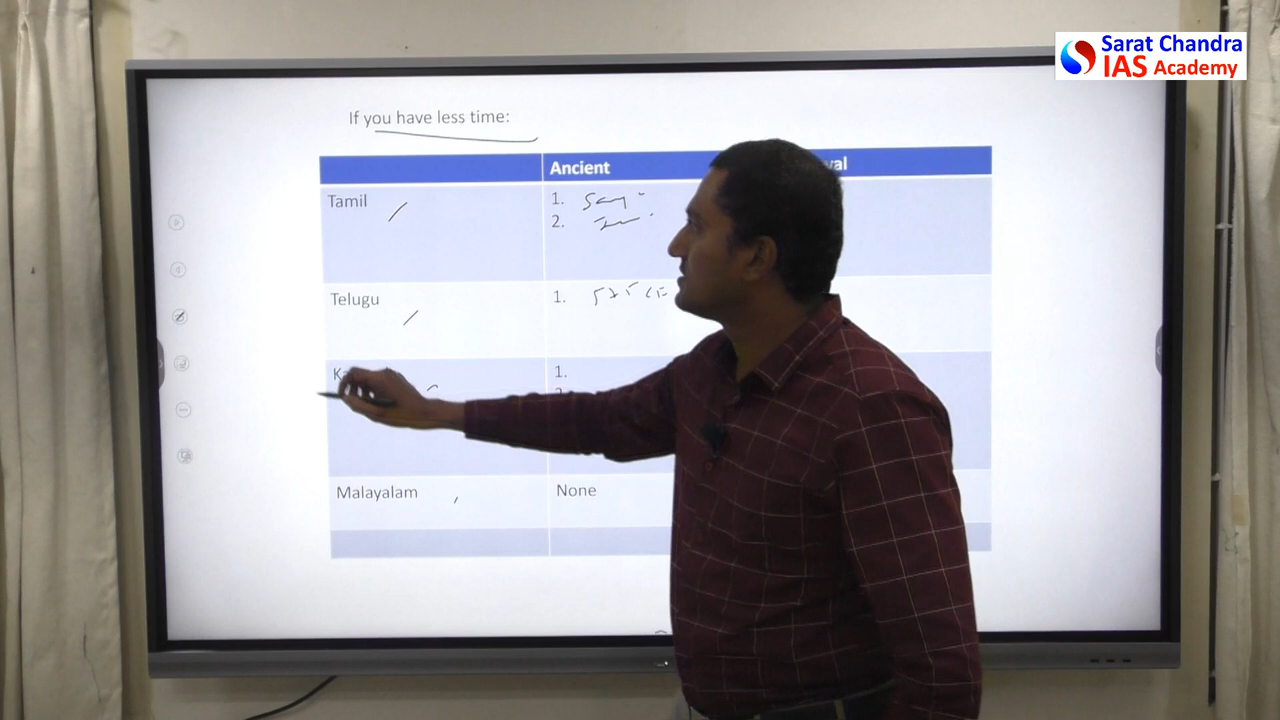 Sarat Chandra
IAS Academy
If you have less time:
Ancient
Tamil
1.
2.
Telugu
1.
1.
Malayalam
None